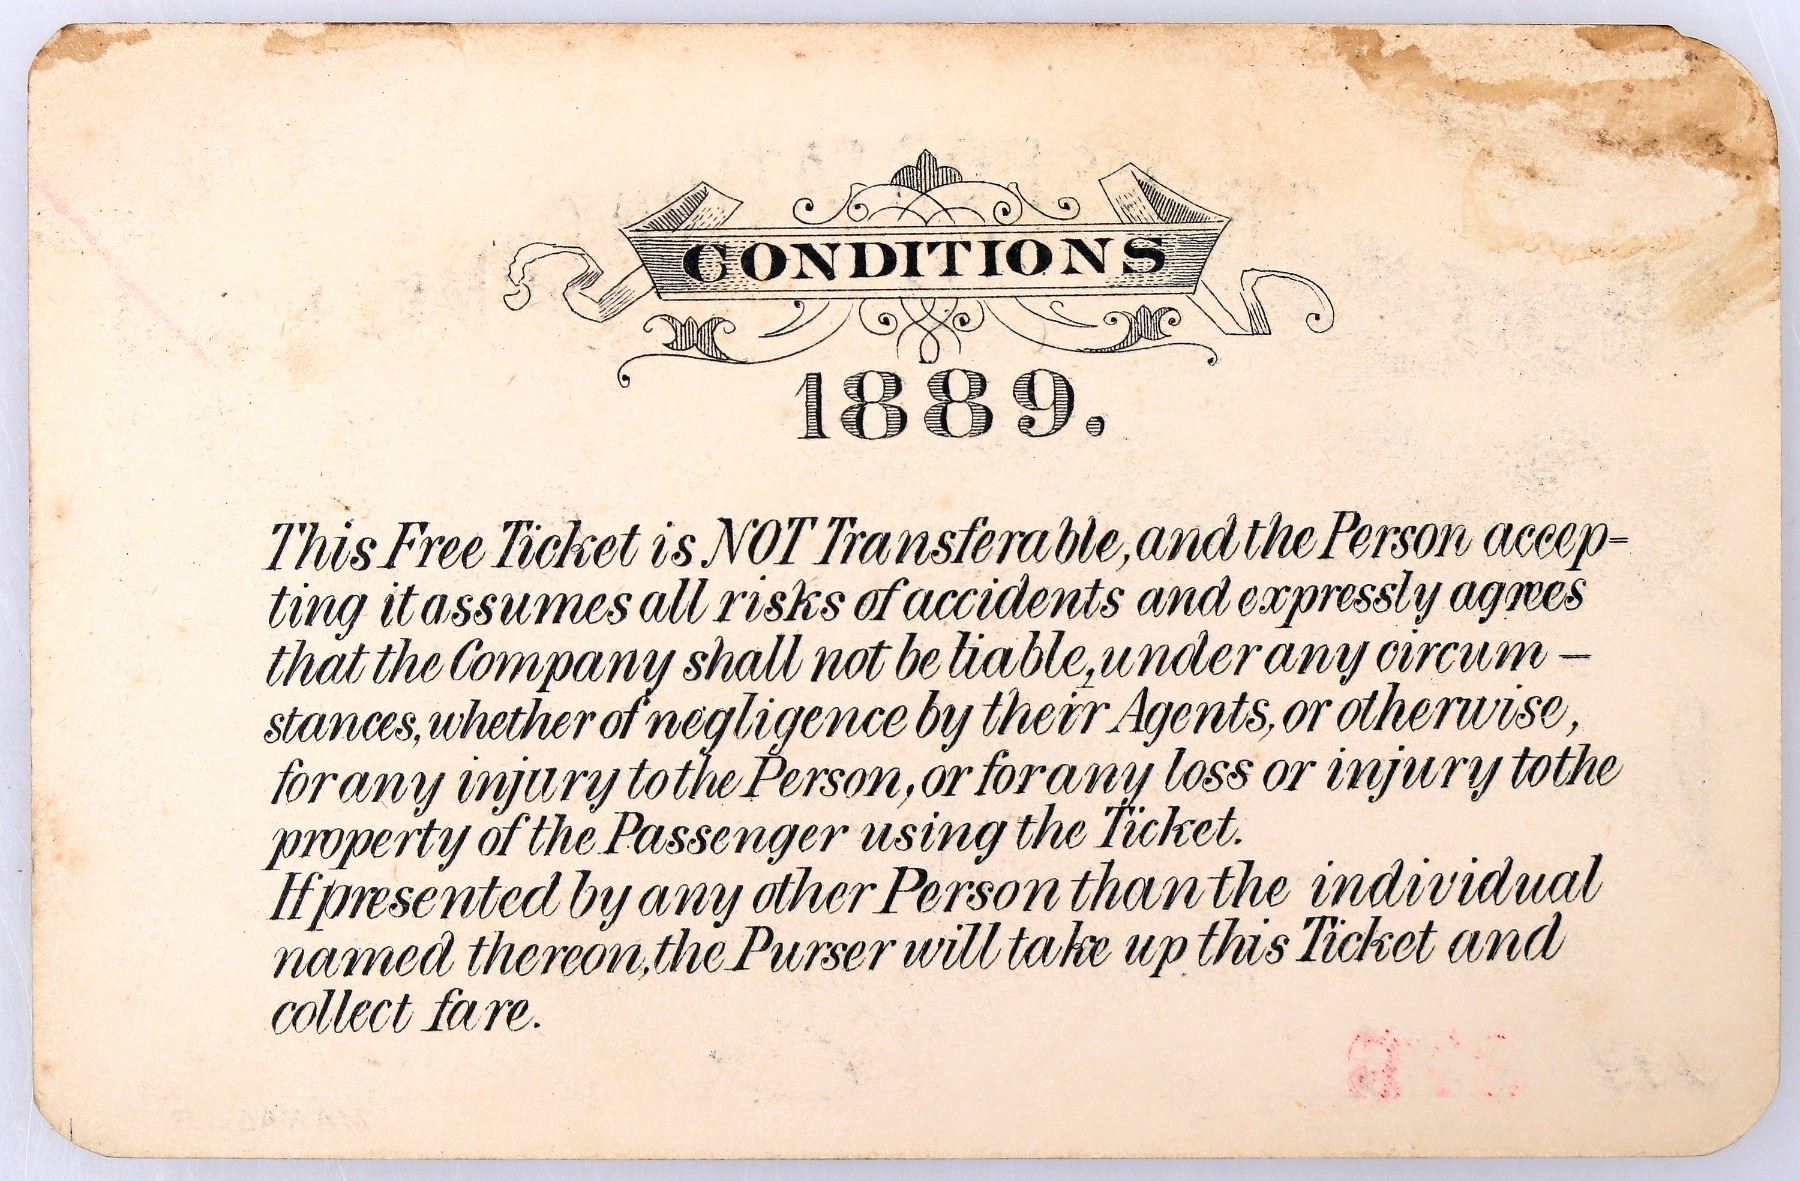 CONDITIONS
1889.
This Free Ticket is NOT Transferable, and the Person accep-
ting it assumes all risks of accidents and expressly agrees
that the Company shall not be liable, under any circum-
stances, whether of negligence by their Agents, or otherwise,
for any injury to the Person, or for any loss or injury to the
property of the Passenger using the Ticket.
If presented by any other Person than the individual
named thereon, the Purser will take up this Ticket and
collect fare.